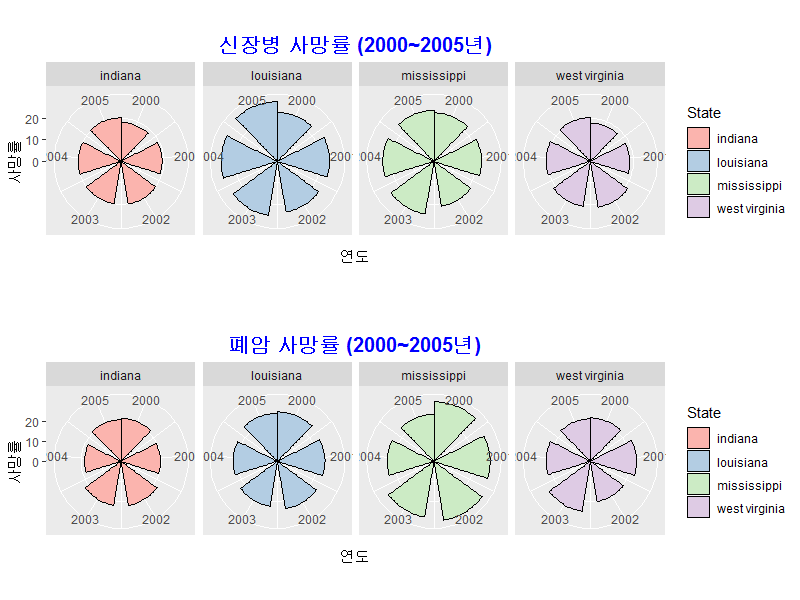 신장병 사망률 (2000~2005년)
indiana louisiana mississippi west virginia
2005 2000 2005 2000 2005 2000 2005 2000
20
10
0
004 200 004 200 004 200 004 200
2003 2002 2003 2002 2003 2002 2003 2002
사망률
연도
State
indiana
louisiana
mississippi
west virginia
폐암 사망률 (2000~2005년)
indiana louisiana mississippi west virginia
2005 2000 2005 2000 2005 2000 2005 2000
20
10
0
004 200 004 200 004 200 004 200
2003 2002 2003 2002 2003 2002 2003 2002
사망률
연도
State
indiana
louisiana
mississippi
west virginia